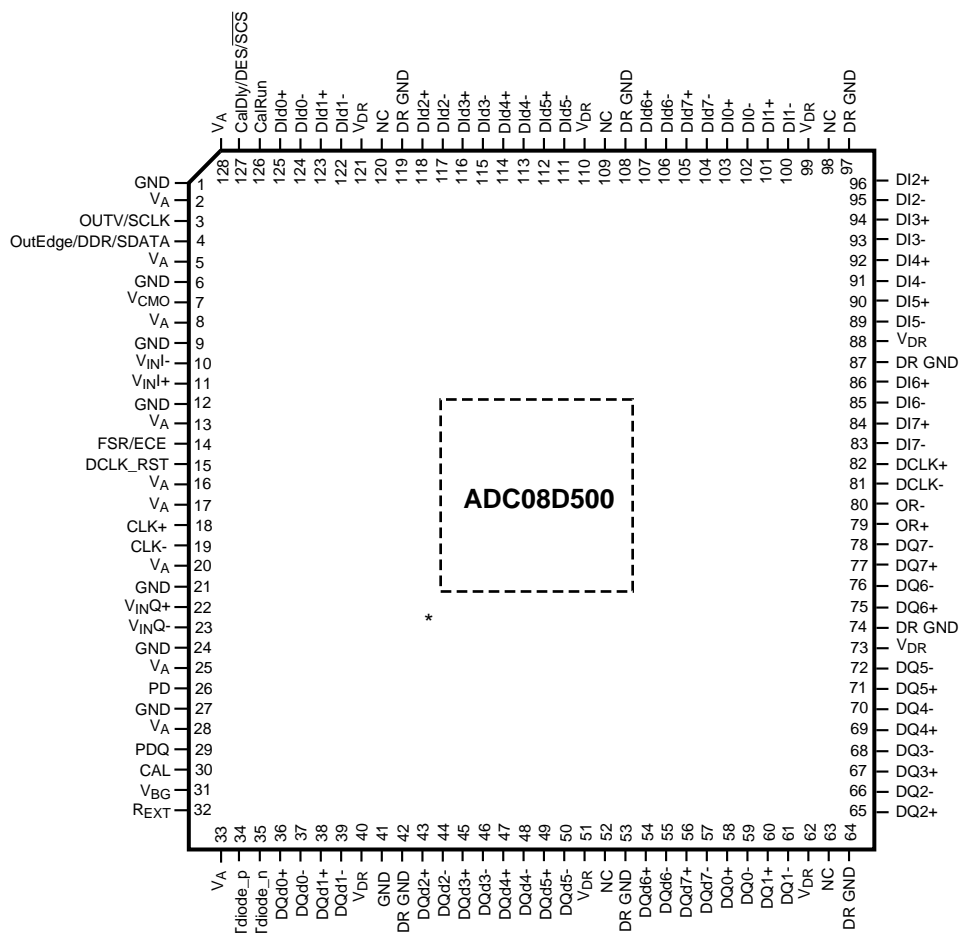 GND 1
VA 2
OUTV/SCLK 3
OutEdge/DDR/SDATA 4
VA 5
GND 6
VCMO 7
VA 8
GND 9
VINI- 10
VINI+ 11
GND 12
VA 13
FSR/ECE 14
DCLK_RST 15
VA 16
VA 17
CLK+ 18
CLK- 19
VA 20
GND 21
VINQ+ 22
VINQ- 23
GND 24
VA 25
PD 26
GND 27
VA 28
PDQ 29
CAL 30
VBG 31
REXT 32
33 VA
34 Tdiode_p
35 Tdiode_n
36 DQd0+
37 DQd0-
38 DQd1+
39 DQd1-
40 VDR
41 GND
42 DR GND
43 DQd2+
44 DQd2-
45 DQd3+
46 DQd3-
47 DQd4+
48 DQd4-
49 DQd5+
50 DQd5-
51 VDR
52 NC
53 DR GND
54 DQd6+
55 DQd6-
56 DQd7+
57 DQd7-
58 DQ0+
59 DQ0-
60 DQ1+
61 DQ1-
62 VDR
63 NC
64 DR GND
65 DQ2+
66 DQ2-
67 DQ3+
68 DQ3-
69 DQ4+
70 DQ4-
71 DQ5+
72 DQ5-
73 VDR
74 DR GND
75 DQ6+
76 DQ6-
77 DQ7+
78 DQ7-
79 OR+
80 OR-
81 DCLK-
82 DCLK+
83 DI7-
84 DI7+
85 DI6-
86 DI6+
87 DR GND
88 VDR
89 DI5-
90 DI5+
91 DI4-
92 DI4+
93 DI3-
94 DI3+
95 DI2-
96 DI2+
97 DR GND
98 NC
99 VDR
100 DI1-
101 DI1+
102 DI0-
103 DI0+
104 DId7-
105 DId7+
106 DId6-
107 DId6+
108 DR GND
109 NC
110 VDR
111 DId5-
112 DId5+
113 DId4-
114 DId4+
115 DId3-
116 DId3+
117 DId2-
118 DId2+
119 DR GND
120 NC
121 VDR
122 DId1-
123 DId1+
124 DId0-
125 DId0+
126 CalRun
127 CalDly/DES/SCS
128 VA
ADC08D500
*